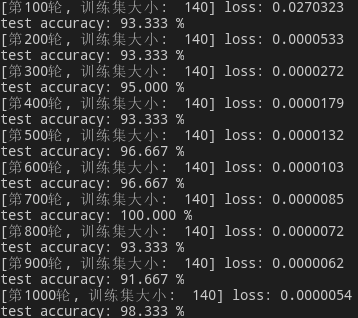 [第100轮, 训练集大小:  140] loss: 0.0270323
test accuracy: 93.333 %
[第200轮, 训练集大小:  140] loss: 0.0000533
test accuracy: 93.333 %
[第300轮, 训练集大小:  140] loss: 0.0000272
test accuracy: 95.000 %
[第400轮, 训练集大小:  140] loss: 0.0000179
test accuracy: 93.333 %
[第500轮, 训练集大小:  140] loss: 0.0000132
test accuracy: 96.667 %
[第600轮, 训练集大小:  140] loss: 0.0000103
test accuracy: 96.667 %
[第700轮, 训练集大小:  140] loss: 0.0000085
test accuracy: 100.000 %
[第800轮, 训练集大小:  140] loss: 0.0000072
test accuracy: 93.333 %
[第900轮, 训练集大小:  140] loss: 0.0000062
test accuracy: 91.667 %
[第1000轮, 训练集大小:  140] loss: 0.0000054
test accuracy: 98.333 %